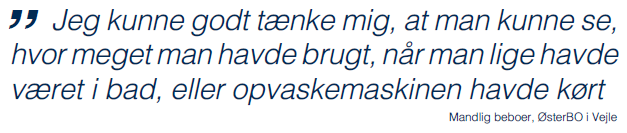 ” Jeg kunne godt tænke mig, at man kunne se,
hvor meget man havde brugt, når man lige havde
været i bad, eller opvaskemaskinen havde kørt
Mandlig beboer, ØsterBO i Vejle